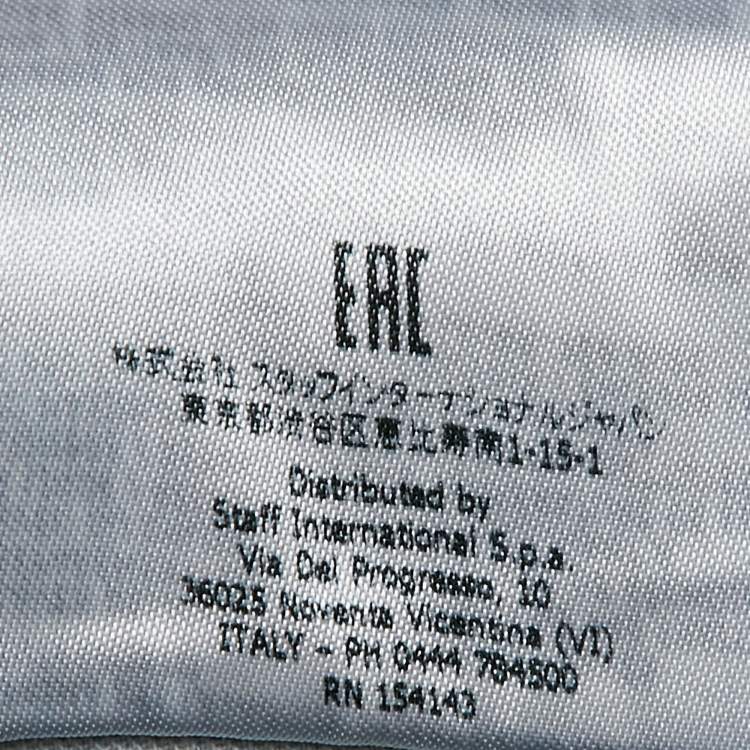 EAC
株式会社 スタッフインターナショナルジャパン
東京都渋谷区恵比寿南1-15-1
Distributed by
Staff International S.p.a.
Via Del Progresso, 10
36025 Noventa Vicentina (VI)
ITALY - PH 0444 784500
RN 154143